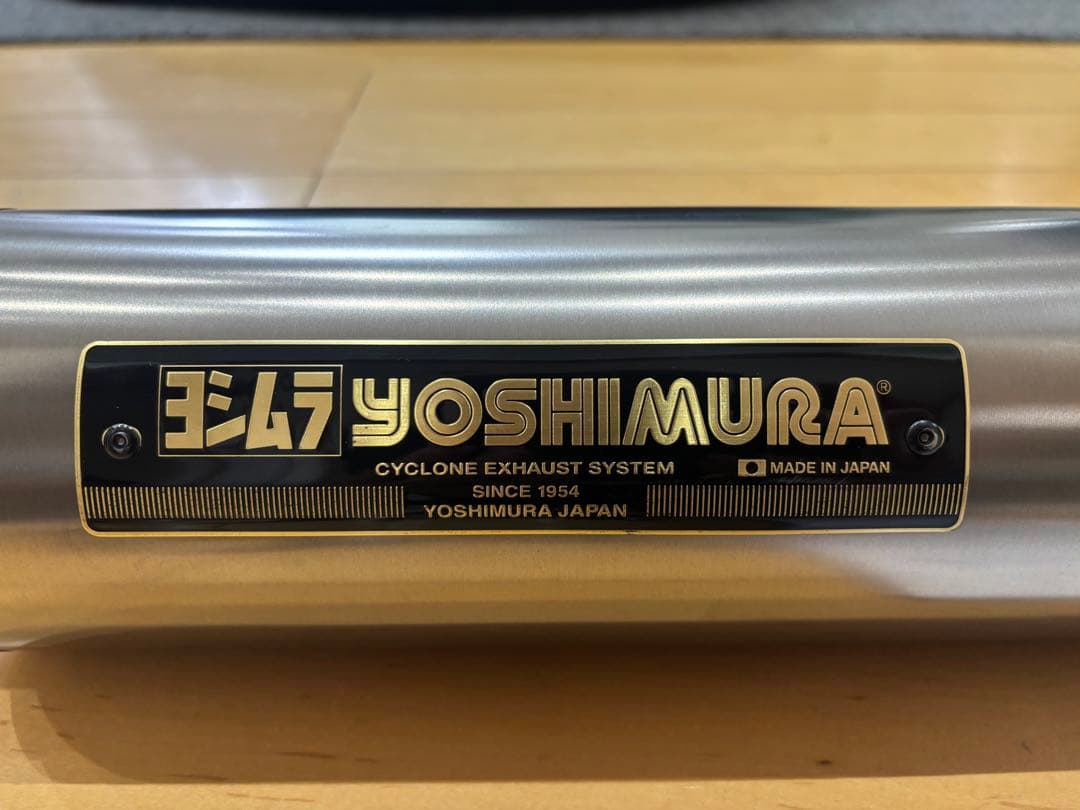 ヨシムラ YOSHIMURA®
CYCLONE EXHAUST SYSTEM MADE IN JAPAN
SINCE 1954
YOSHIMURA JAPAN